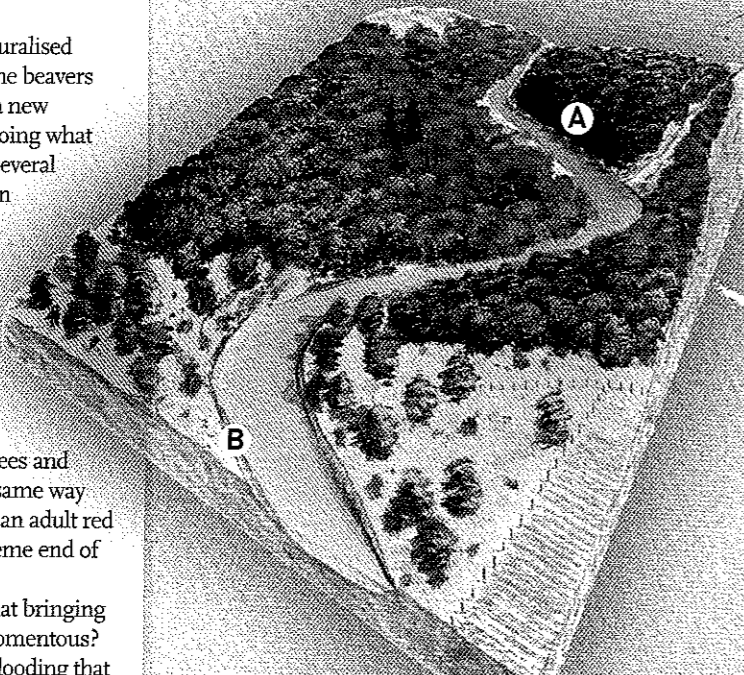 uralised
he beavers
a new
oing what
everal
n
ees and
same way
an adult red
eme end of
at bringing
omentous?
looding that
A
B